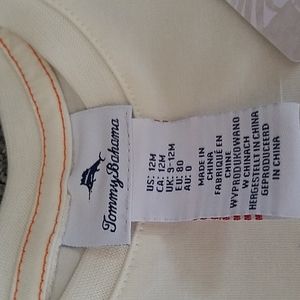 Tommy Bahama
US: 12M
CA: 12M
UK: 9-12M
EU: 80
AU: 0
MADE IN
CHINA
FABRIQUÉ EN
CHINE
WYPRODUKOWANO
W CHINACH
HERGESTELLT IN CHINA
GEPRODUCEERD
IN CHINA